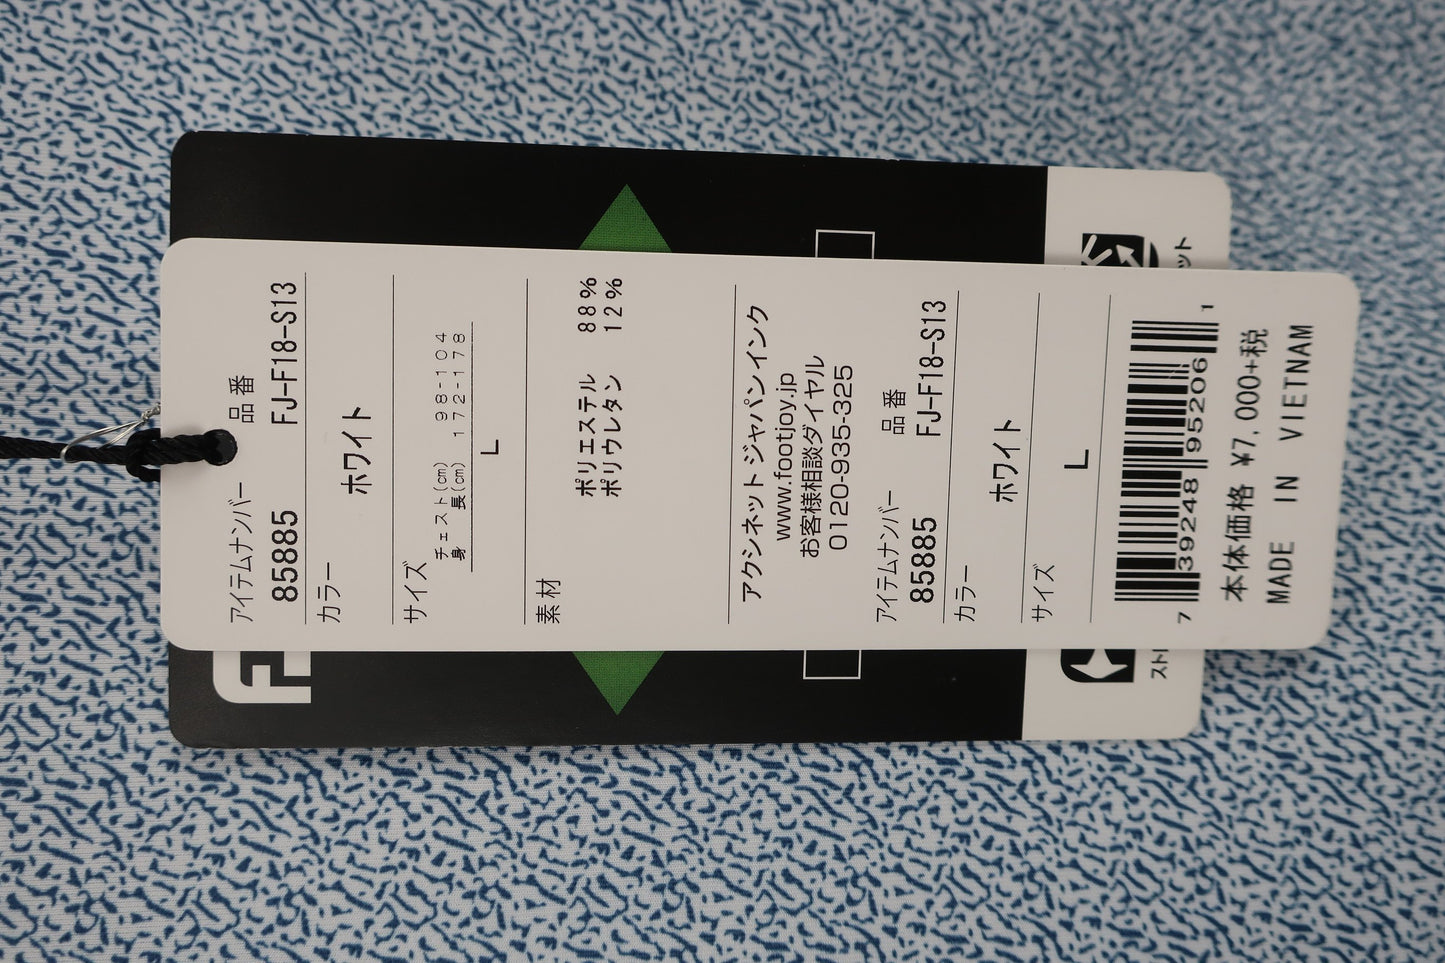 アイテムナンバー 品番
85885 FJ-F18-S13
カラー
ホワイト
サイズ
チェスト(cm) 98-104
身長(cm) 172-178
L
素材
ポリエステル 88%
ポリウレタン 12%
アクシネットジャパンインク
www.footjoy.jp
お客様相談ダイヤル
0120-935-325
アイテムナンバー 品番
85885 FJ-F18-S13
カラー
ホワイト
サイズ
L
7 39248 95206 1
本体価格 ¥7,000+税
MADE IN VIETNAM